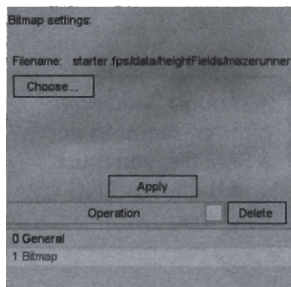 Bitmap settings:
Filename: starter.fps/data/heightFields/mazerunner
Choose...
Apply
Operation Delete
0 General
1 Bitmap